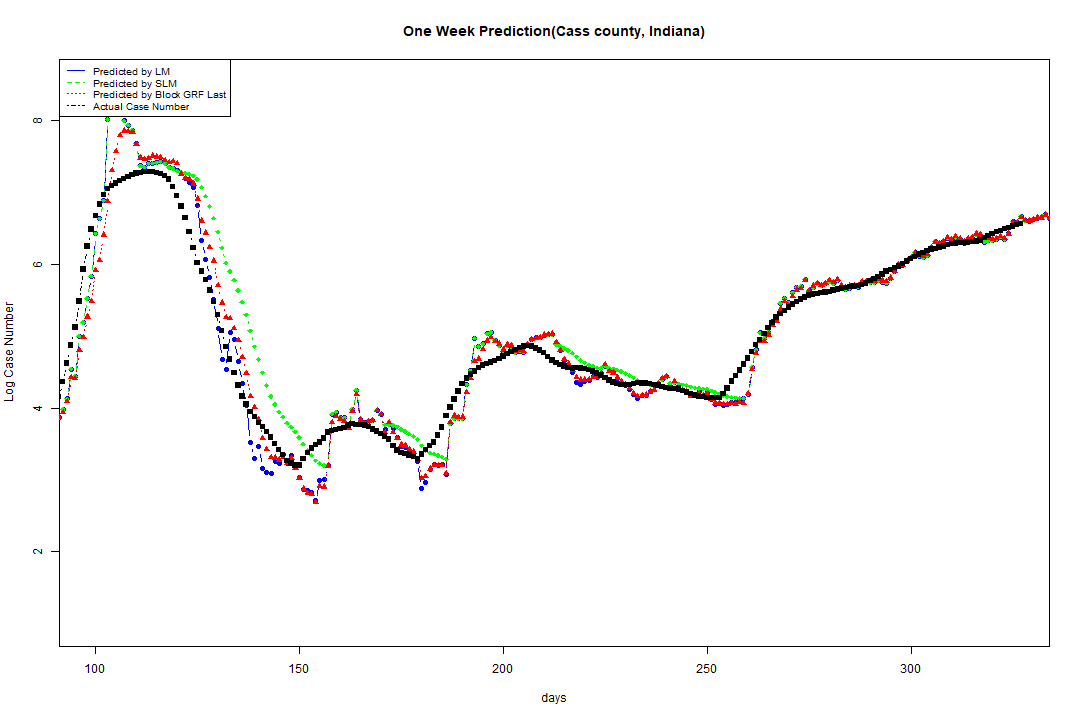 One Week Prediction(Cass county, Indiana)
Predicted by LM
Predicted by SLM
Predicted by Block GRF Last
Actual Case Number
8
6
4
2
Log Case Number
100 150 200 250 300
days